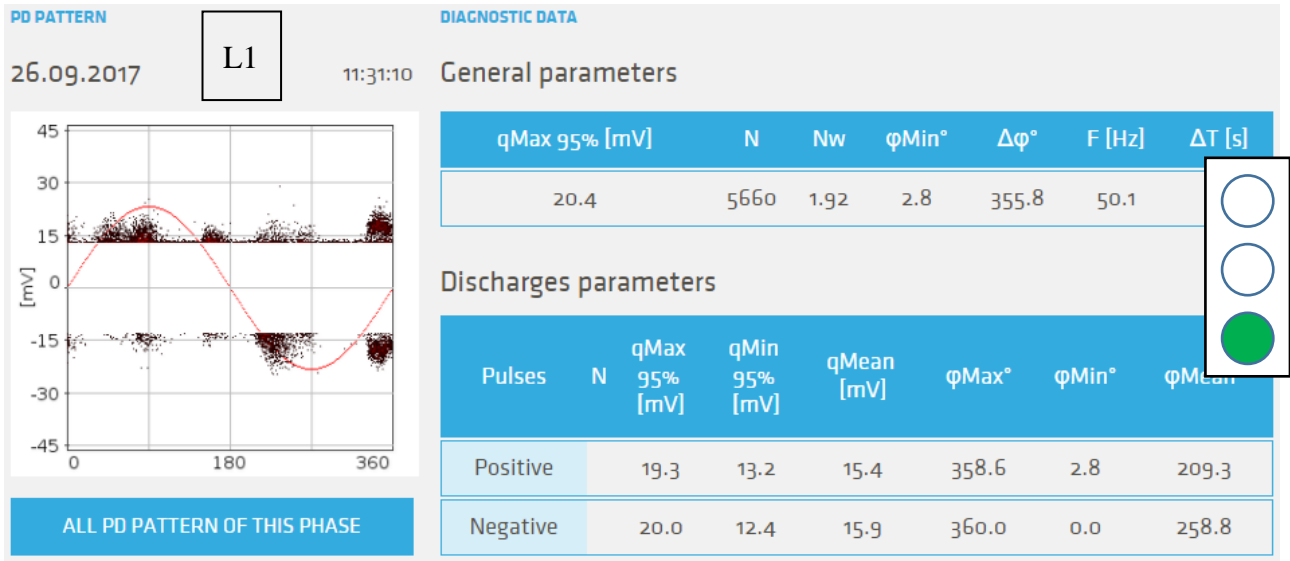 PD PATTERN
26.09.2017
L1
11:31:10
45
30
15
0
-15
-30
-45
[mV]
0 180 360
ALL PD PATTERN OF THIS PHASE
DIAGNOSTIC DATA
General parameters
qMax 95% [mV] N Nw φMin° Δφ° F [Hz] ΔT [s]
20.4 5660 1.92 2.8 355.8 50.1
Discharges parameters
Pulses N qMax 95% [mV] qMin 95% [mV] qMean [mV] φMax° φMin° φMean
Positive 19.3 13.2 15.4 358.6 2.8 209.3
Negative 20.0 12.4 15.9 360.0 0.0 258.8